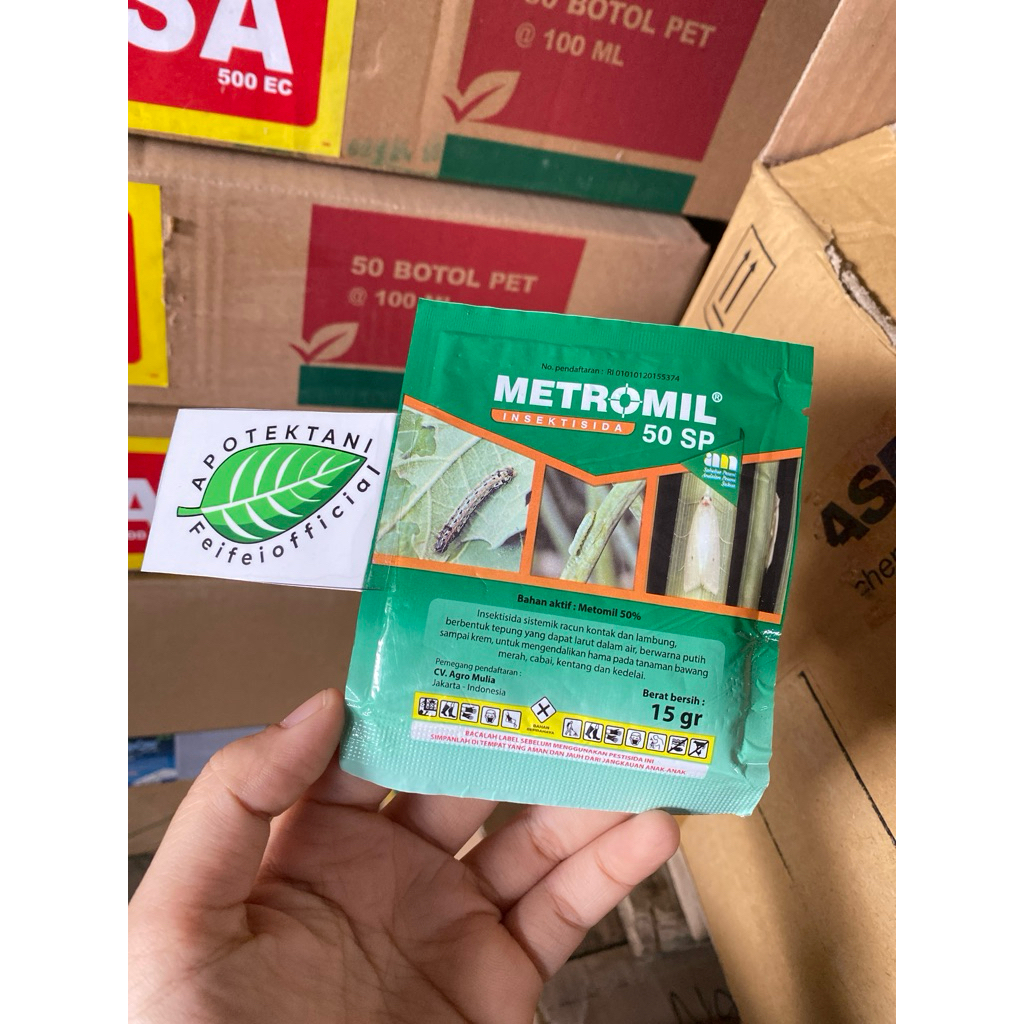 SA
500 EC
50 BOTOL PET
@ 100 ML
50 BOTOL PET
@ 100
APOTEKTANI
Feifeiofficial
No. pendaftaran : RI 01010120155374
METROMIL®
INSEKTISIDA
50 SP
Bahan aktif : Metomil 50%
Insektisida sistemik racun kontak dan lambung,
berbentuk tepung yang dapat larut dalam air, berwarna putih
sampai krem, untuk mengendalikan hama pada tanaman bawang
merah, cabai, kentang dan kedelai.
Pemegang pendaftaran :
CV. Agro Mulia
Jakarta - Indonesia
Berat bersih :
15 gr
BAHAN
BERBAHAYA
BACALAH LABEL SEBELUM MENGGUNAKAN PESTISIDA INI
SIMPANLAH DI TEMPAT YANG AMAN DAN JAUH DARI JANGKAUAN ANAK-ANAK